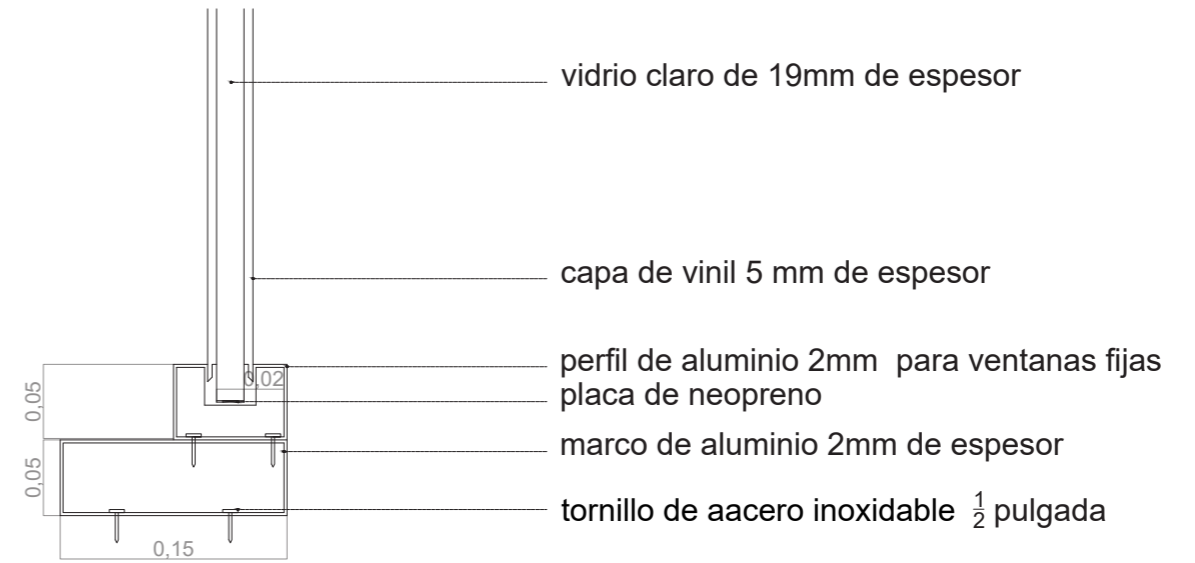 vidrio claro de 19mm de espesor
capa de vinil 5 mm de espesor
perfil de aluminio 2mm para ventanas fijas
0,02
placa de neopreno
0,05
marco de aluminio 2mm de espesor
0,05
tornillo de aacero inoxidable 1/2 pulgada
0,15